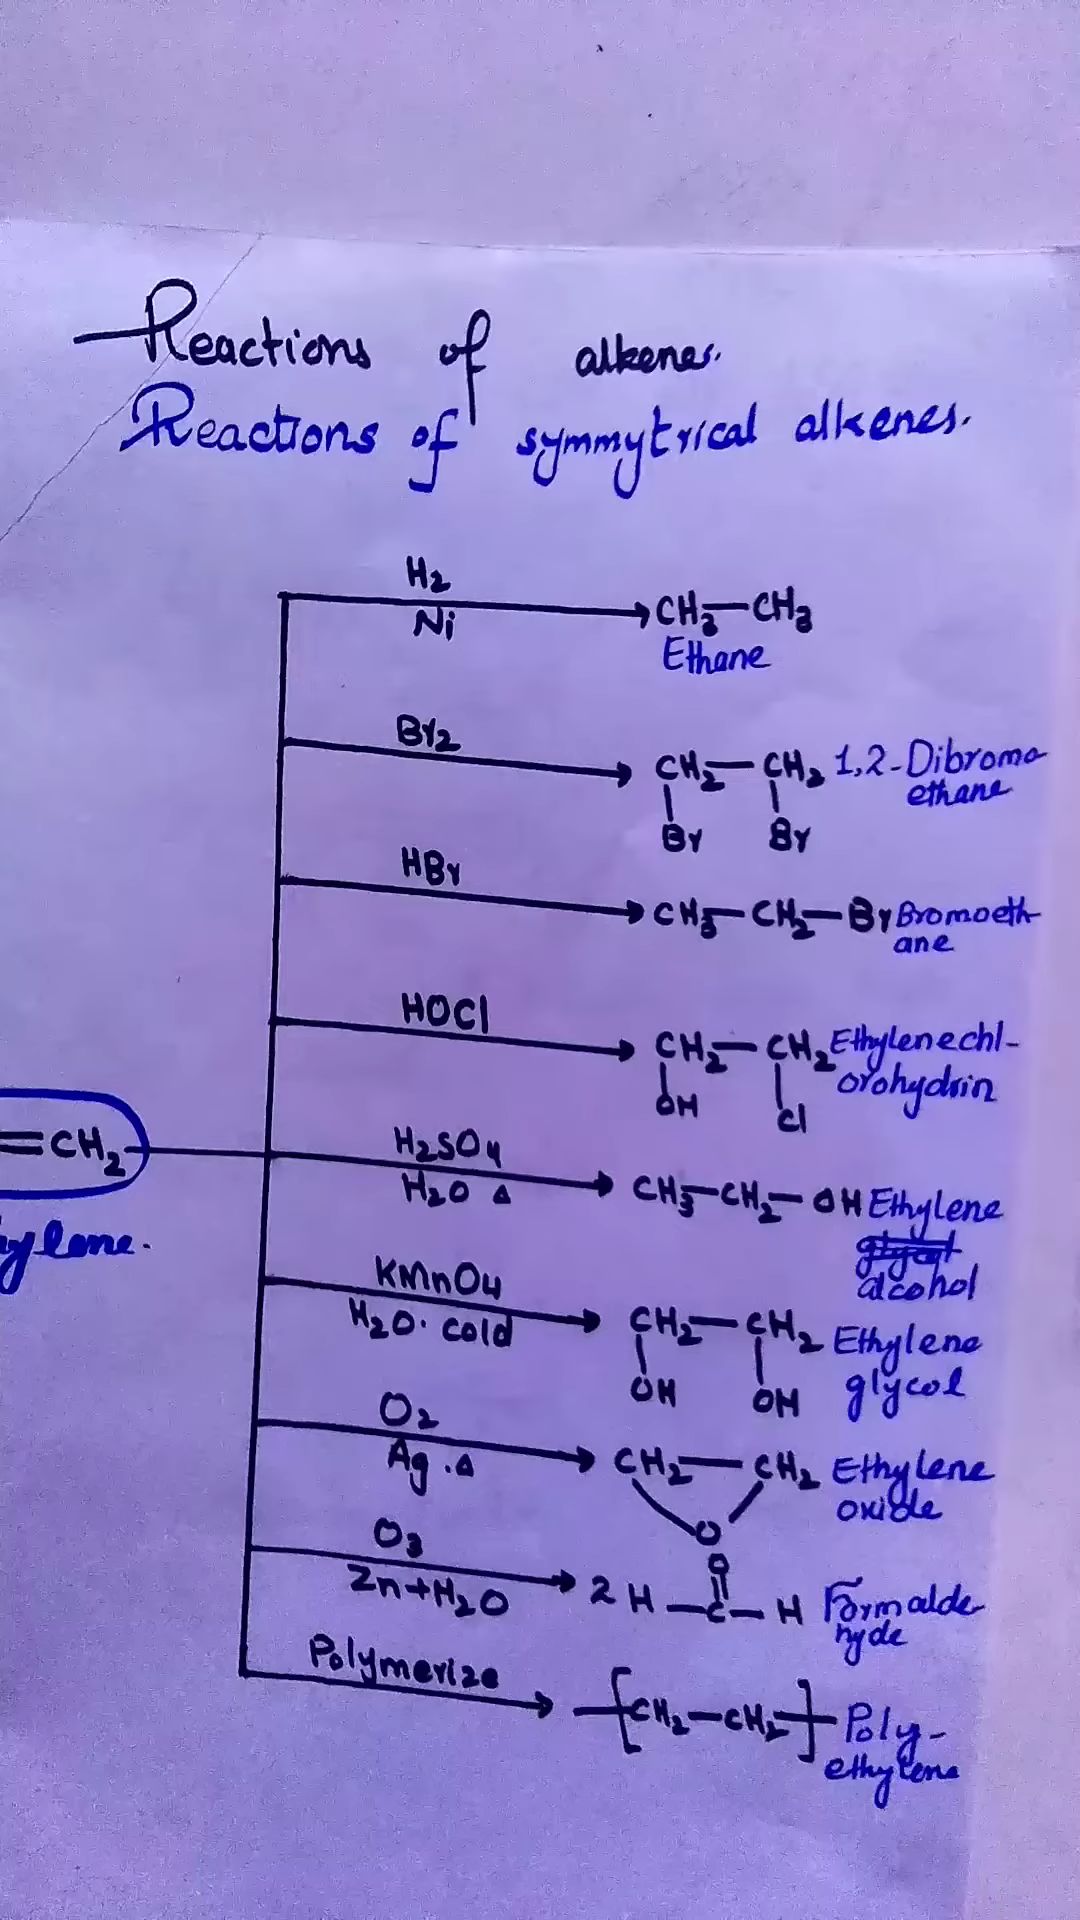 Reactions of alkenes.
Reactions of symmytrical alkenes.
H2
Ni
CH3—CH3
Ethane
Br2
CH2—CH2 1,2-Dibromo
ethane
Br Br
HBr
CH3—CH2—Br Bromoeth-
ane
HOCl
CH2—CH2 Ethylenechl-
orohydrin
OH Cl
=CH2
H2SO4
H2O Δ
CH3—CH2—OH Ethylene
alcohol
ylene.
KMnO4
H2O. cold
CH2—CH2 Ethylene
glycol
OH OH
O2
Ag.Δ
CH2—CH2 Ethylene
oxide
O
O3
Zn+H2O
O
2H—C—H Formalde-
hyde
Polymerize
[CH2—CH2] Poly-
ethylene